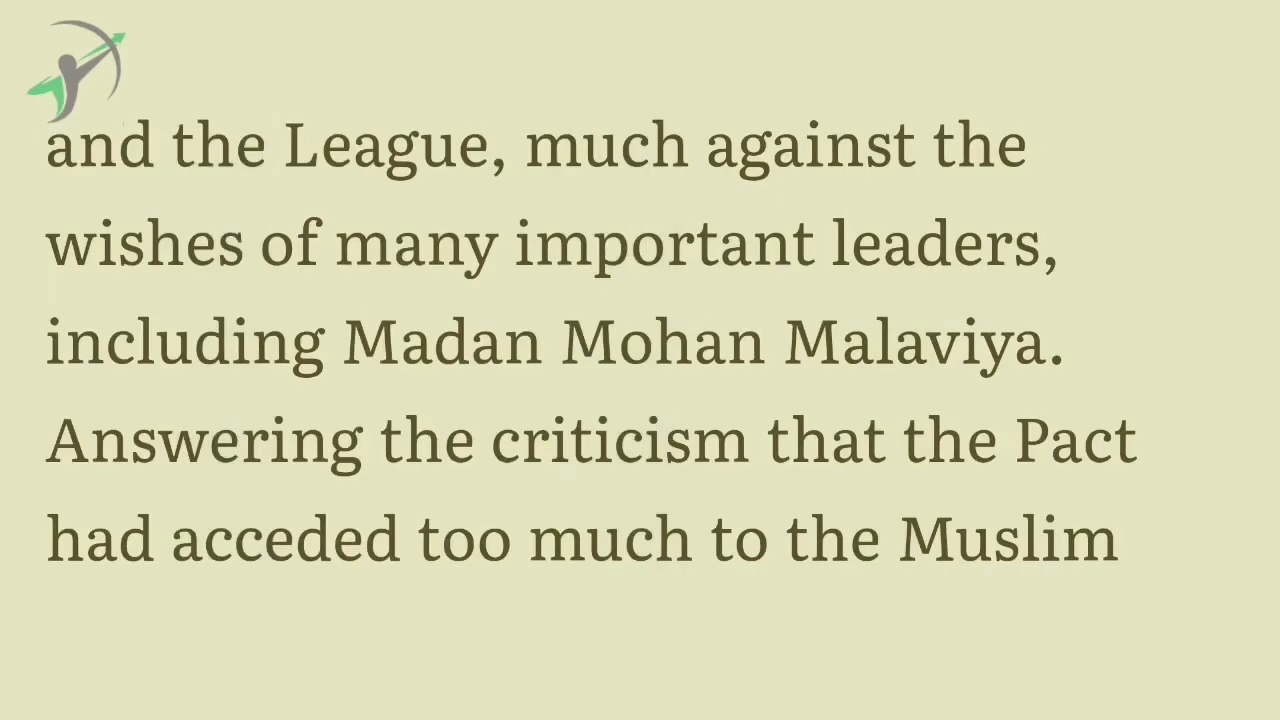 and the League, much against the
wishes of many important leaders,
including Madan Mohan Malaviya.
Answering the criticism that the Pact
had acceded too much to the Muslim